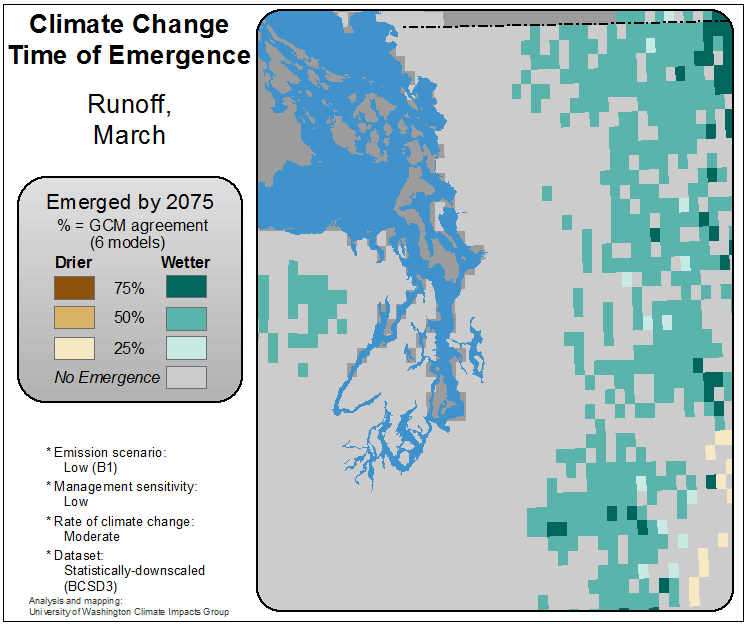 Climate Change
Time of Emergence
Runoff,
March
Emerged by 2075
% = GCM agreement
(6 models)
Drier Wetter
75%
50%
25%
No Emergence
* Emission scenario:
Low (B1)
* Management sensitivity:
Low
* Rate of climate change:
Moderate
* Dataset:
Statistically-downscaled
(BCSD3)
Analysis and mapping:
University of Washington Climate Impacts Group